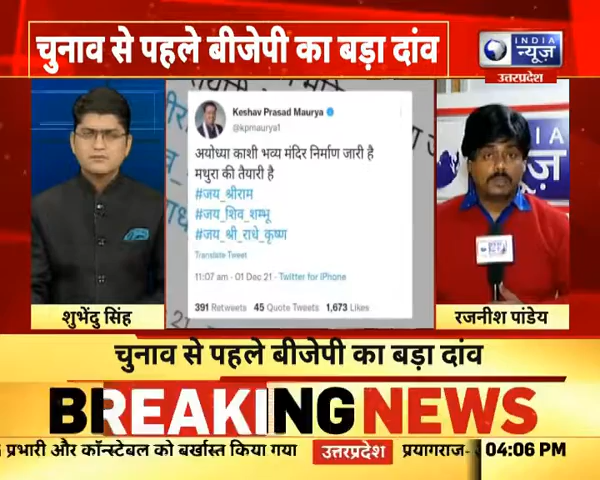 चुनाव से पहले बीजेपी का बड़ा दांव
INDIA
न्यूज़
उत्तरप्रदेश
Keshav Prasad Maurya
@kpmaurya1
अयोध्या काशी भव्य मंदिर निर्माण जारी है
मथुरा की तैयारी है
#जय_श्रीराम
#जय_शिव_शम्भू
#जय_श्री_राधे_कृष्ण
Translate Tweet
11:07 am · 01 Dec 21 · Twitter for iPhone
391 Retweets 45 Quote Tweets 1,673 Likes
शुभेंदु सिंह
रजनीश पांडेय
चुनाव से पहले बीजेपी का बड़ा दांव
BREAKING NEWS
प्रभारी और कॉन्स्टेबल को बर्खास्त किया गया
उत्तरप्रदेश
प्रयागराज-
04:06 PM